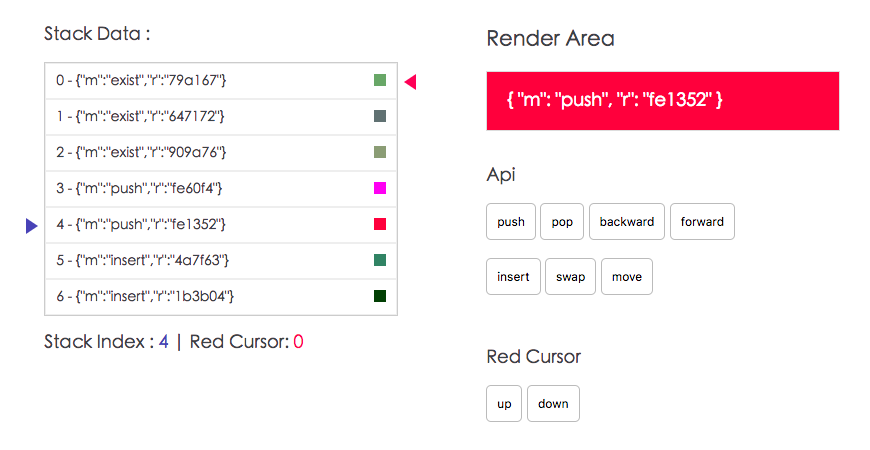 Stack Data :
0 - {"m":"exist","r":"79a167"}
1 - {"m":"exist","r":"647172"}
2 - {"m":"exist","r":"909a76"}
3 - {"m":"push","r":"fe60f4"}
4 - {"m":"push","r":"fe1352"}
5 - {"m":"insert","r":"4a7f63"}
6 - {"m":"insert","r":"1b3b04"}
Stack Index : 4 | Red Cursor: 0
Render Area
{ "m": "push", "r": "fe1352" }
Api
push pop backward forward
insert swap move
Red Cursor
up down